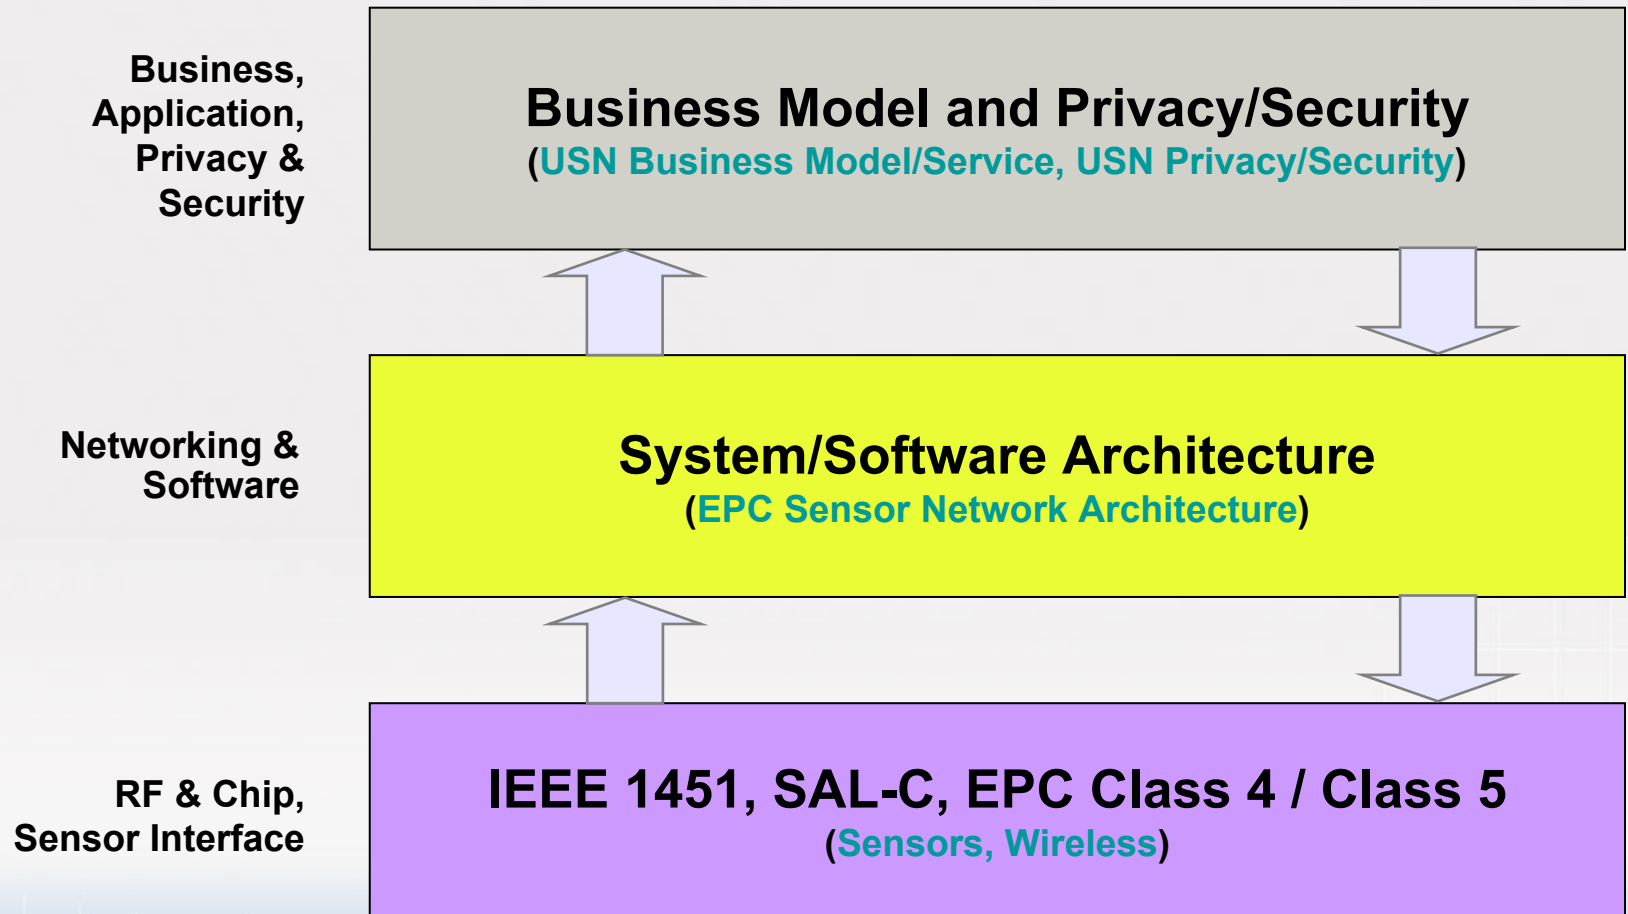 Business,
Application,
Privacy &
Security
Business Model and Privacy/Security
(USN Business Model/Service, USN Privacy/Security)
Networking &
Software
System/Software Architecture
(EPC Sensor Network Architecture)
RF & Chip,
Sensor Interface
IEEE 1451, SAL-C, EPC Class 4 / Class 5
(Sensors, Wireless)